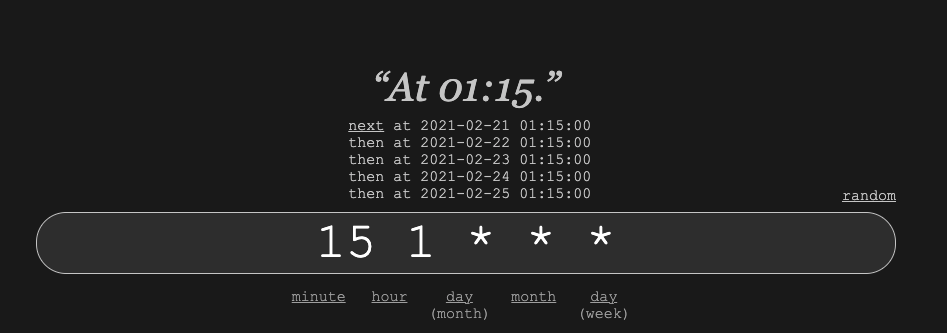 “At 01:15.”
next at 2021-02-21 01:15:00
then at 2021-02-22 01:15:00
then at 2021-02-23 01:15:00
then at 2021-02-24 01:15:00
then at 2021-02-25 01:15:00
random
15 1 * * *
minute hour day month day
(month) (week)